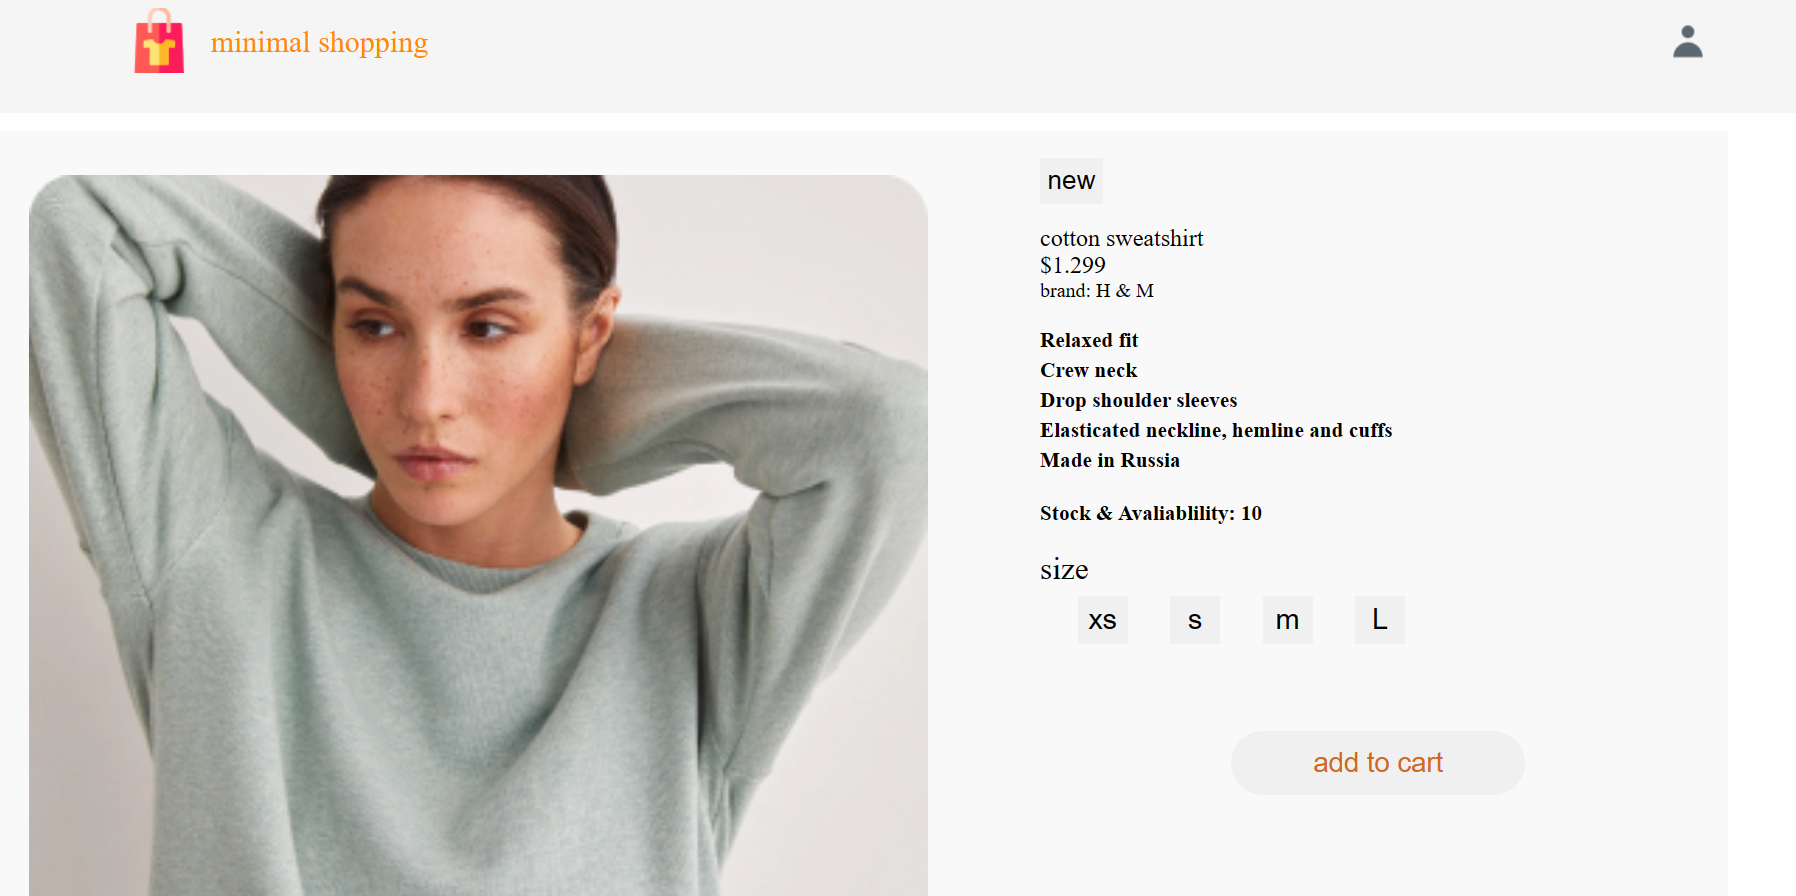 minimal shopping
new
cotton sweatshirt
$1.299
brand: H & M
Relaxed fit
Crew neck
Drop shoulder sleeves
Elasticated neckline, hemline and cuffs
Made in Russia
Stock & Avaliablility: 10
size
xs s m L
add to cart